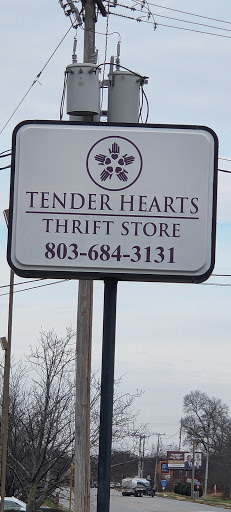 TENDER HEARTS
THRIFT STORE
803-684-3131